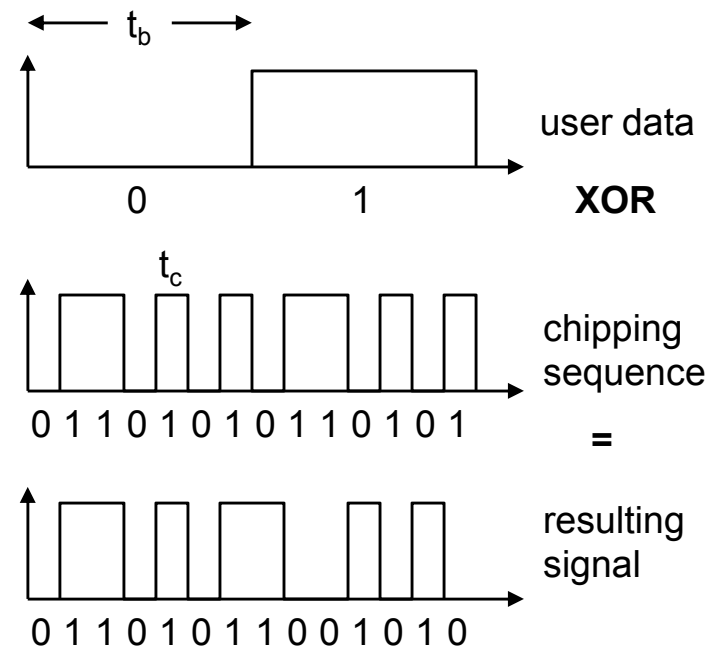 t_b
user data
0 1 XOR
t_c
chipping
sequence
0 1 1 0 1 0 1 0 1 1 0 1 0 1
=
resulting
signal
0 1 1 0 1 0 1 1 0 0 1 0 1 0